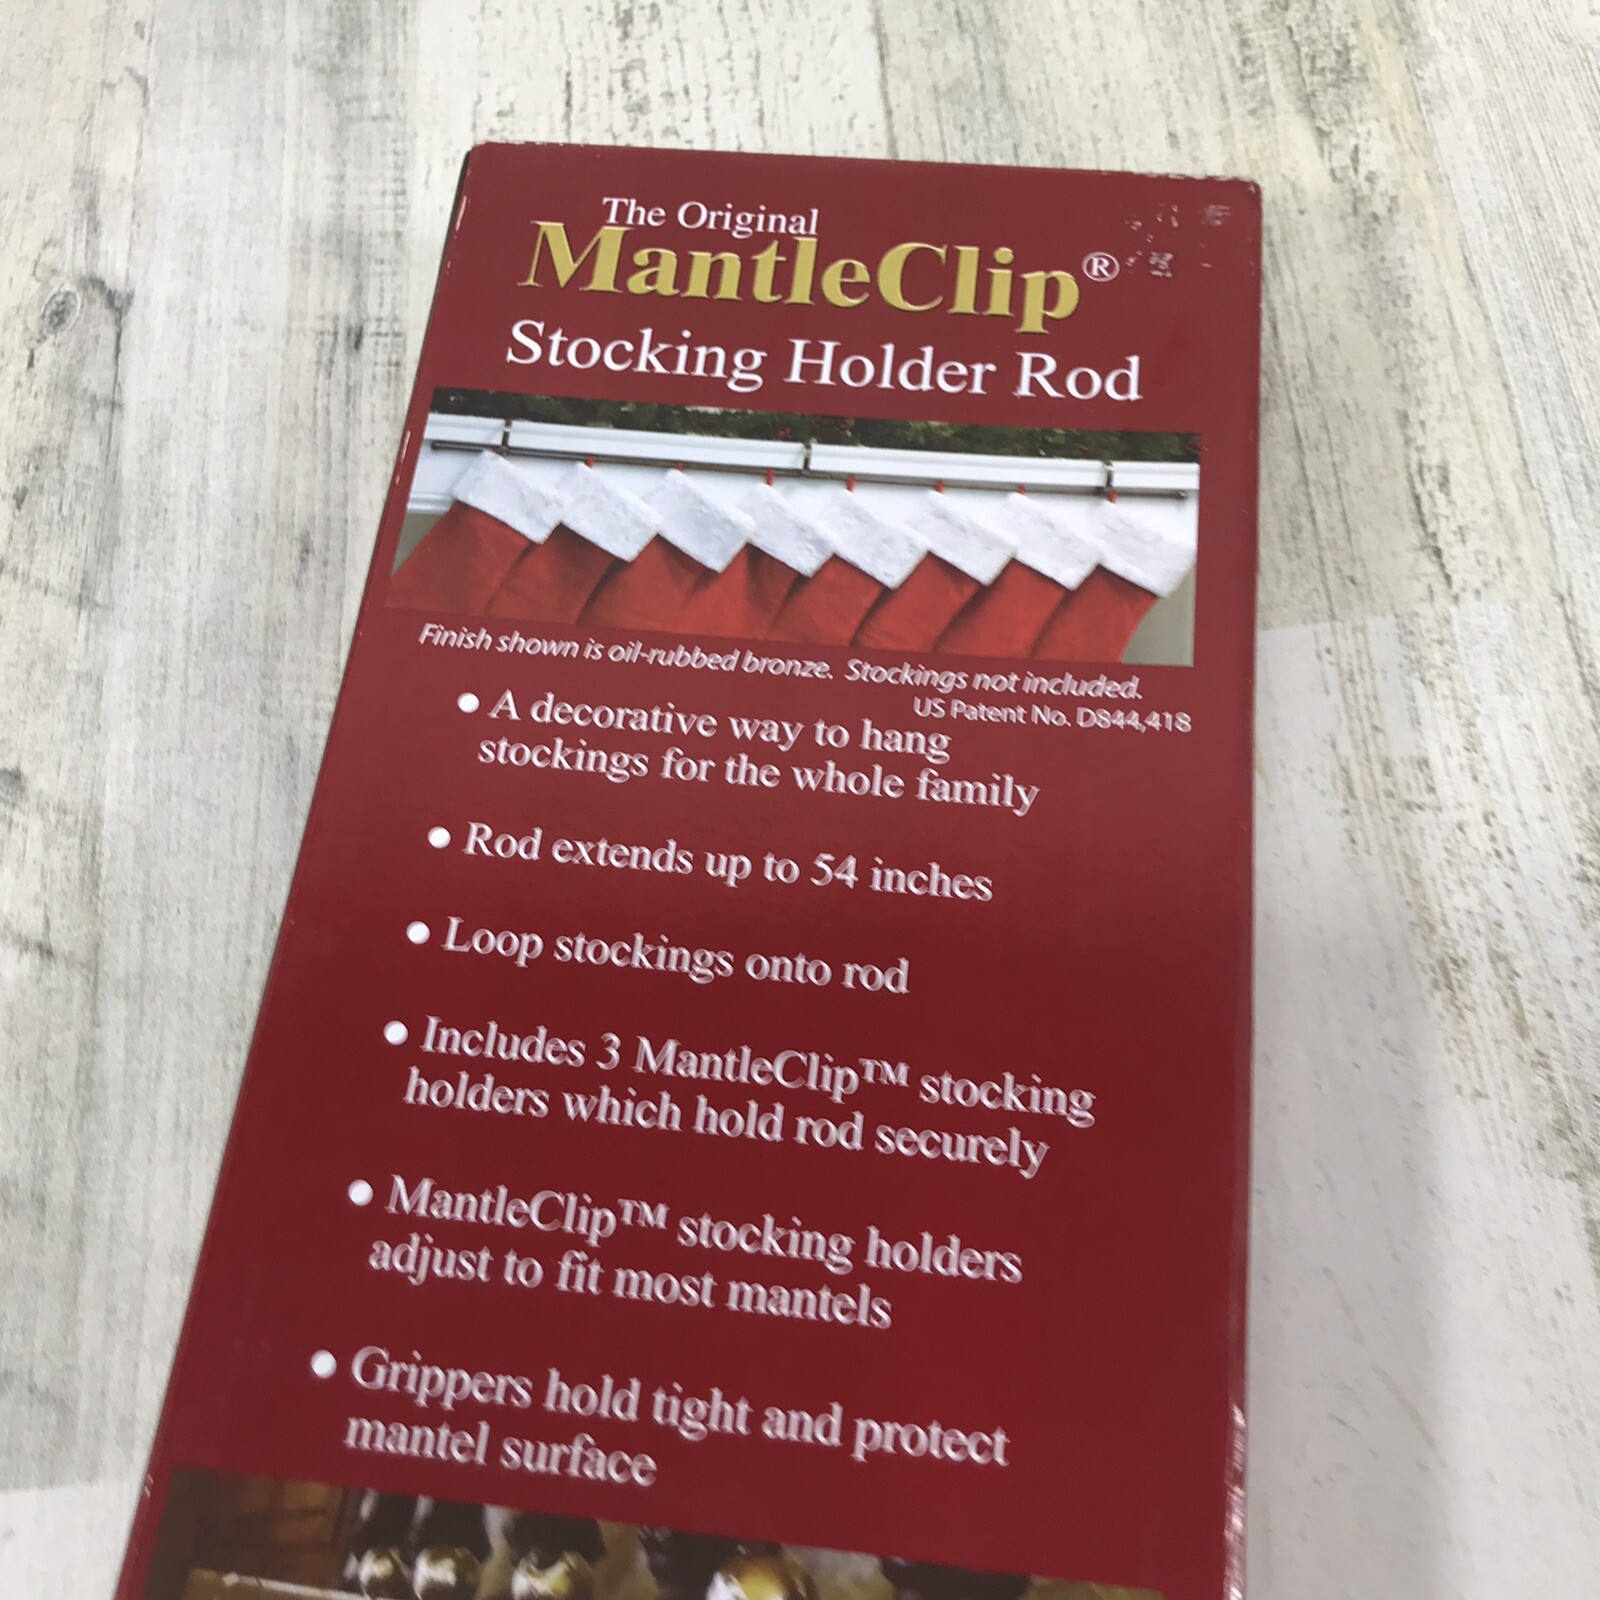 The Original
MantleClip®
Stocking Holder Rod
Finish shown is oil-rubbed bronze. Stockings not included.
US Patent No. D844,418
• A decorative way to hang
stockings for the whole family
• Rod extends up to 54 inches
• Loop stockings onto rod
• Includes 3 MantleClip™ stocking
holders which hold rod securely
• MantleClip™ stocking holders
adjust to fit most mantels
• Grippers hold tight and protect
mantel surface